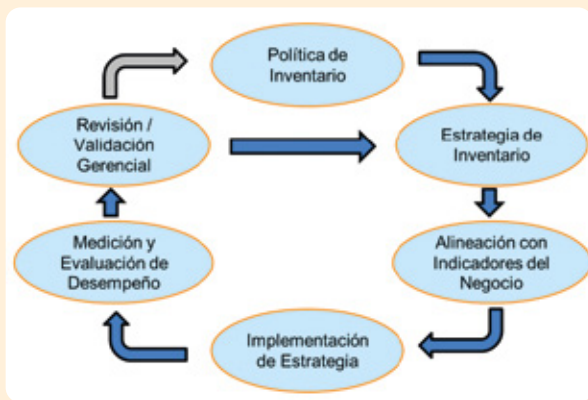 Política de
Inventario
Revisión /
Validación
Gerencial
Estrategia de
Inventario
Medición y
Evaluación de
Desempeño
Alineación con
Indicadores del
Negocio
Implementación
de Estrategia